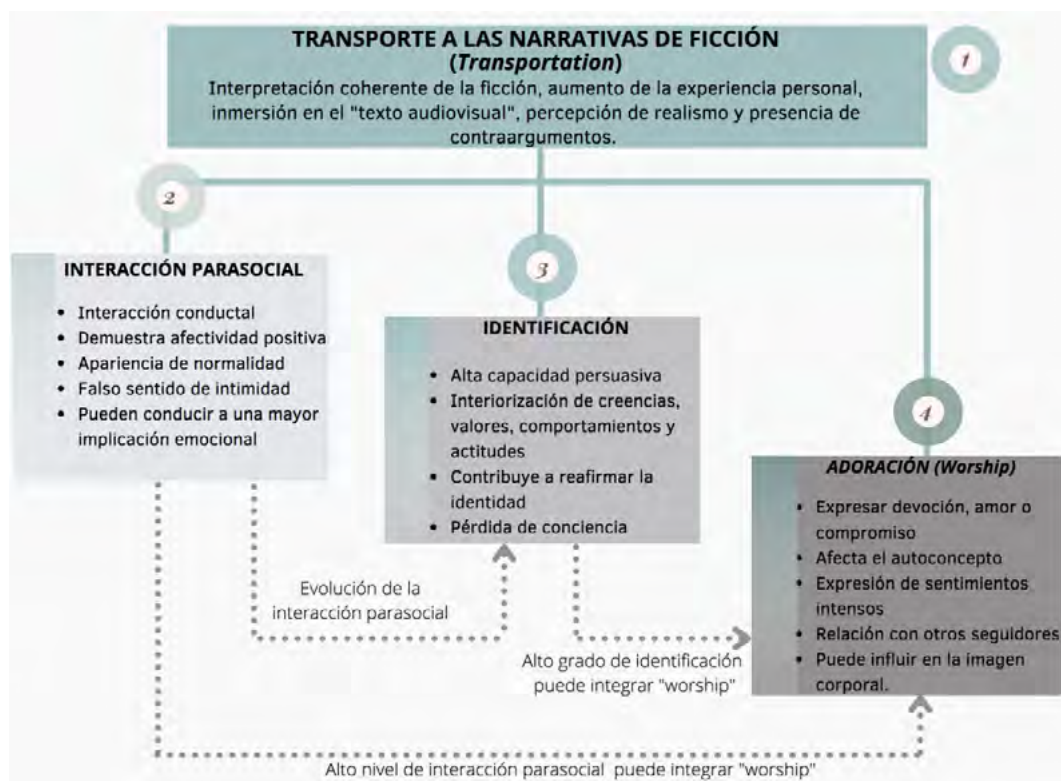 TRANSPORTE A LAS NARRATIVAS DE FICCIÓN
(Transportation)
Interpretación coherente de la ficción, aumento de la experiencia personal,
inmersión en el "texto audiovisual", percepción de realismo y presencia de
contraargumentos.
1
2
INTERACCIÓN PARASOCIAL
• Interacción conductal
• Demuestra afectividad positiva
• Apariencia de normalidad
• Falso sentido de intimidad
• Pueden conducir a una mayor
implicación emocional
3
IDENTIFICACIÓN
• Alta capacidad persuasiva
• Interiorización de creencias,
valores, comportamientos y
actitudes
• Contribuye a reafirmar la
identidad
• Pérdida de conciencia
4
ADORACIÓN (Worship)
• Expresar devoción, amor o
compromiso
• Afecta el autoconcepto
• Expresión de sentimientos
intensos
• Relación con otros seguidores
• Puede influir en la imagen
corporal.
Evolución de la
interacción parasocial
Alto grado de identificación
puede integrar "worship"
Alto nivel de interacción parasocial puede integrar "worship"